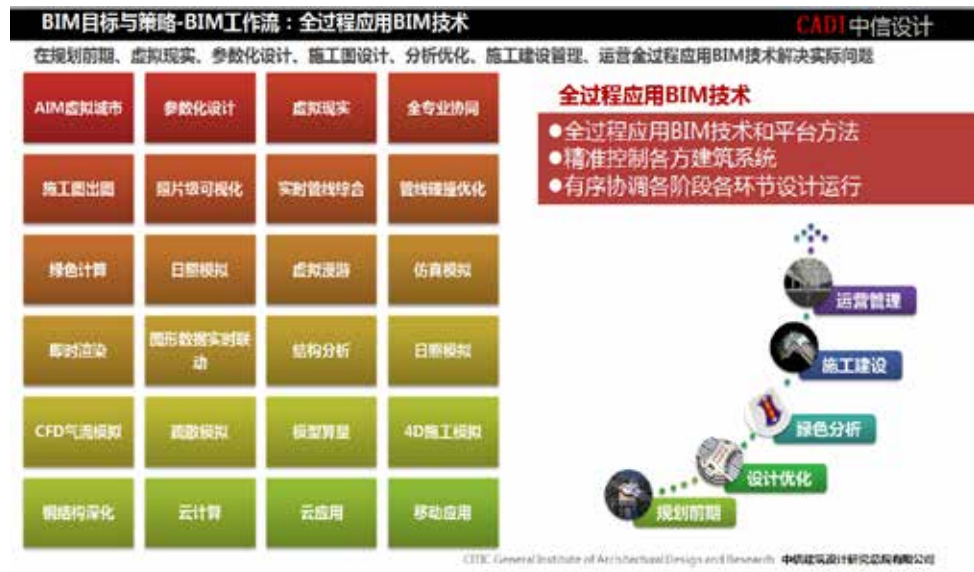 BIM目标与策略-BIM工作流：全过程应用BIM技术
CADI中信设计
在规划前期、虚拟现实、参数化设计、施工图设计、分析优化、施工建设管理、运营全过程应用BIM技术解决实际问题
AIM虚拟城市
参数化设计
虚拟现实
全专业协同
施工图出图
照片级可视化
实时管线综合
管线碰撞优化
绿色计算
日照模拟
虚拟漫游
仿真模拟
即时渲染
图形数据实时联
动
结构分析
日照模拟
CFD气流模拟
疏散模拟
模型算量
4D施工模拟
钢结构深化
云计算
云应用
移动应用
全过程应用BIM技术
●全过程应用BIM技术和平台方法
●精准控制各方建筑系统
●有序协调各阶段各环节设计运行
运营管理
施工建设
绿色分析
设计优化
规划前期
CITIC General Institute of Architectural Design and Research 中信建筑设计研究总院有限公司